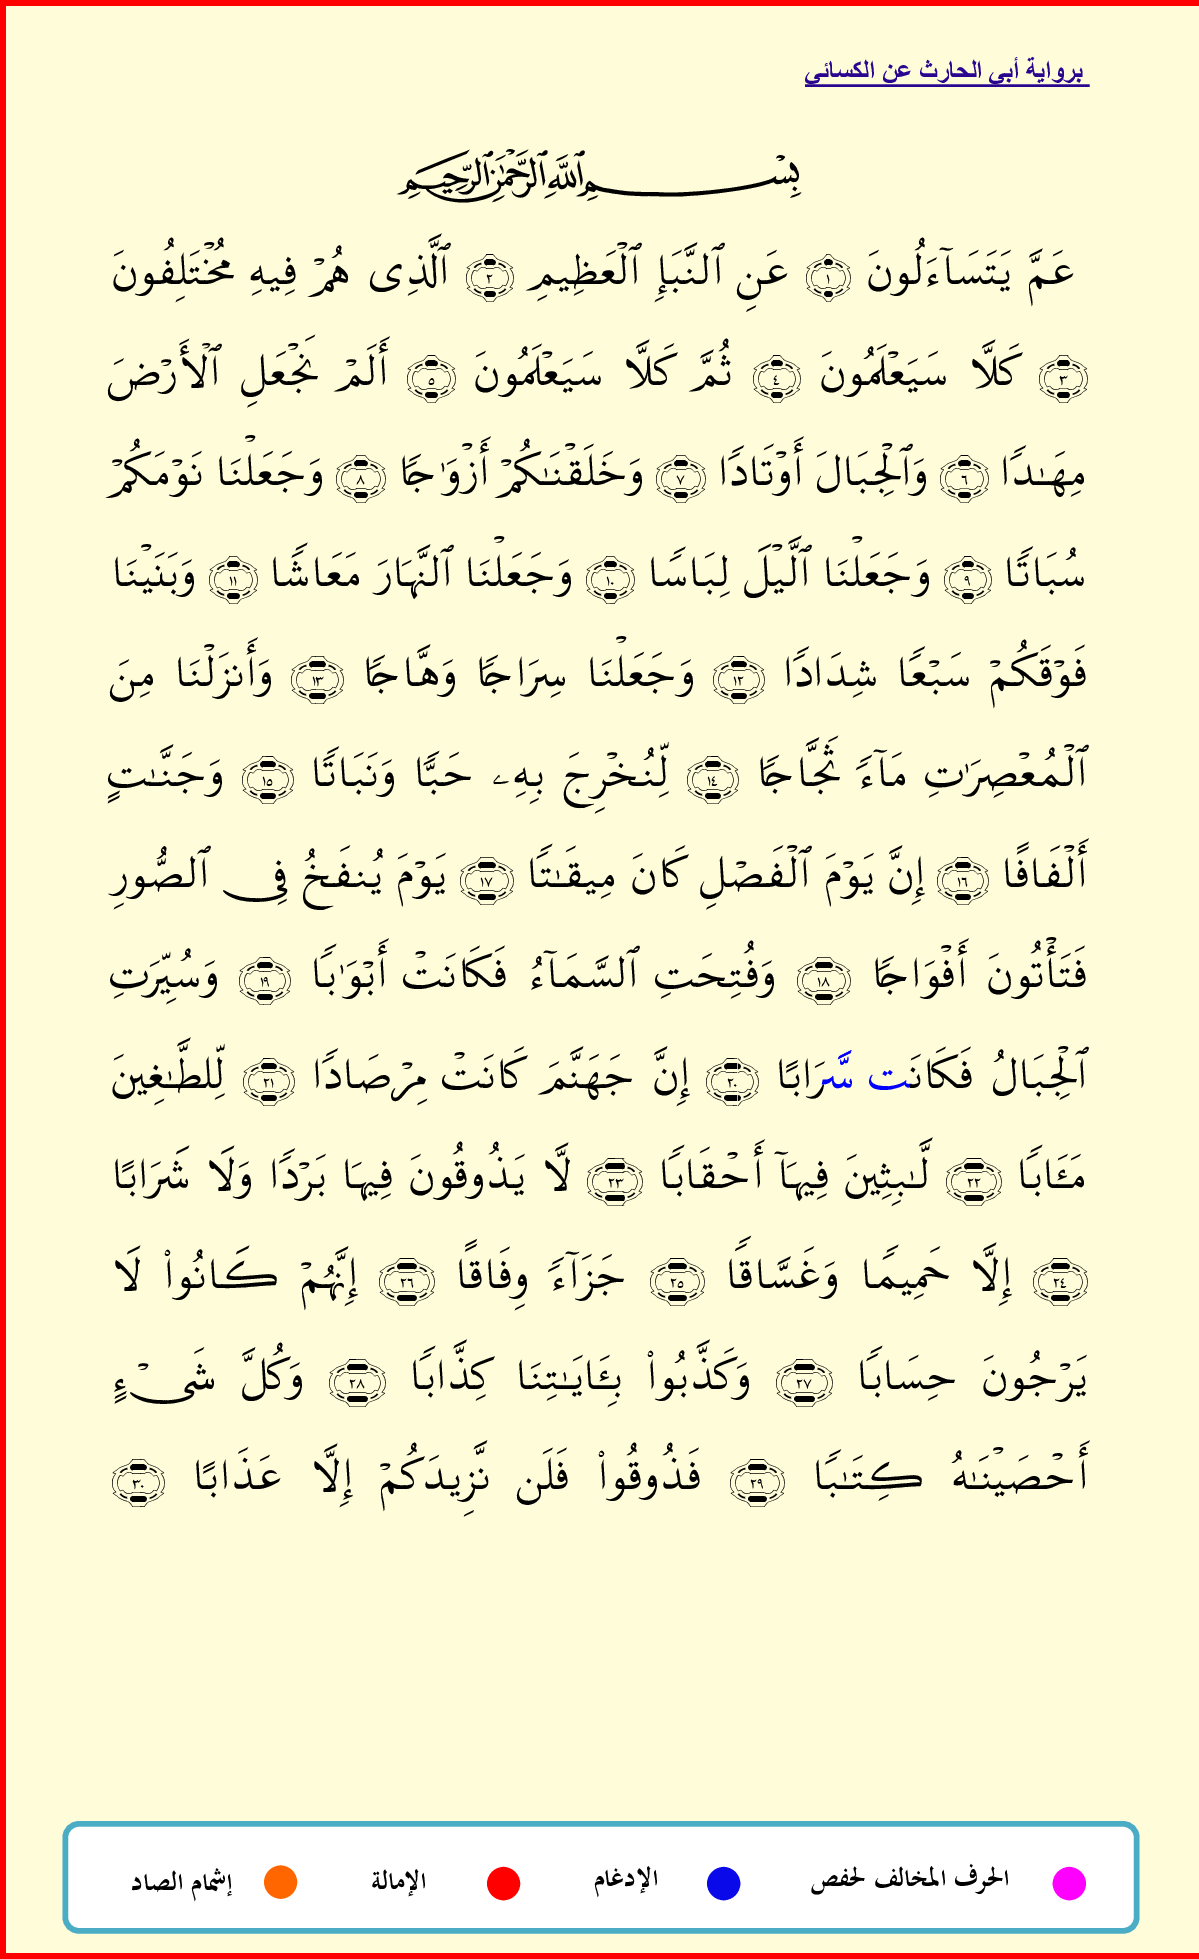 برواية أبي الحارث عن الكسائي
بِسْمِ ٱللَّهِ ٱلرَّحْمَٰنِ ٱلرَّحِيمِ
عَمَّ يَتَسَآءَلُونَ ١ عَنِ ٱلنَّبَإِ ٱلْعَظِيمِ ٢ ٱلَّذِى هُمْ فِيهِ مُخْتَلِفُونَ
٣ كَلَّا سَيَعْلَمُونَ ٤ ثُمَّ كَلَّا سَيَعْلَمُونَ ٥ أَلَمْ نَجْعَلِ ٱلْأَرْضَ
مِهَٰدًا ٦ وَٱلْجِبَالَ أَوْتَادًا ٧ وَخَلَقْنَٰكُمْ أَزْوَٰجًا ٨ وَجَعَلْنَا نَوْمَكُمْ
سُبَاتًا ٩ وَجَعَلْنَا ٱلَّيْلَ لِبَاسًا ١٠ وَجَعَلْنَا ٱلنَّهَارَ مَعَاشًا ١١ وَبَنَيْنَا
فَوْقَكُمْ سَبْعًا شِدَادًا ١٢ وَجَعَلْنَا سِرَاجًا وَهَّاجًا ١٣ وَأَنزَلْنَا مِنَ
ٱلْمُعْصِرَٰتِ مَآءً ثَجَّاجًا ١٤ لِّنُخْرِجَ بِهِۦ حَبًّا وَنَبَاتًا ١٥ وَجَنَّٰتٍ
أَلْفَافًا ١٦ إِنَّ يَوْمَ ٱلْفَصْلِ كَانَ مِيقَٰتًا ١٧ يَوْمَ يُنفَخُ فِى ٱلصُّورِ
فَتَأْتُونَ أَفْوَاجًا ١٨ وَفُتِحَتِ ٱلسَّمَآءُ فَكَانَتْ أَبْوَٰبًا ١٩ وَسُيِّرَتِ
ٱلْجِبَالُ فَكَانَت سَّرَابًا ٢٠ إِنَّ جَهَنَّمَ كَانَتْ مِرْصَادًا ٢١ لِّلطَّٰغِينَ
مَـَٔابًا ٢٢ لَّٰبِثِينَ فِيهَآ أَحْقَابًا ٢٣ لَّا يَذُوقُونَ فِيهَا بَرْدًا وَلَا شَرَابًا
٢٤ إِلَّا حَمِيمًا وَغَسَّاقًا ٢٥ جَزَآءً وِفَاقًا ٢٦ إِنَّهُمْ كَانُوا۟ لَا
يَرْجُونَ حِسَابًا ٢٧ وَكَذَّبُوا۟ بِـَٔايَٰتِنَا كِذَّابًا ٢٨ وَكُلَّ شَىْءٍ
أَحْصَيْنَٰهُ كِتَٰبًا ٢٩ فَذُوقُوا۟ فَلَن نَّزِيدَكُمْ إِلَّا عَذَابًا ٣٠
الحرف المخالف لحفص الإدغام الإمالة إشمام الصاد